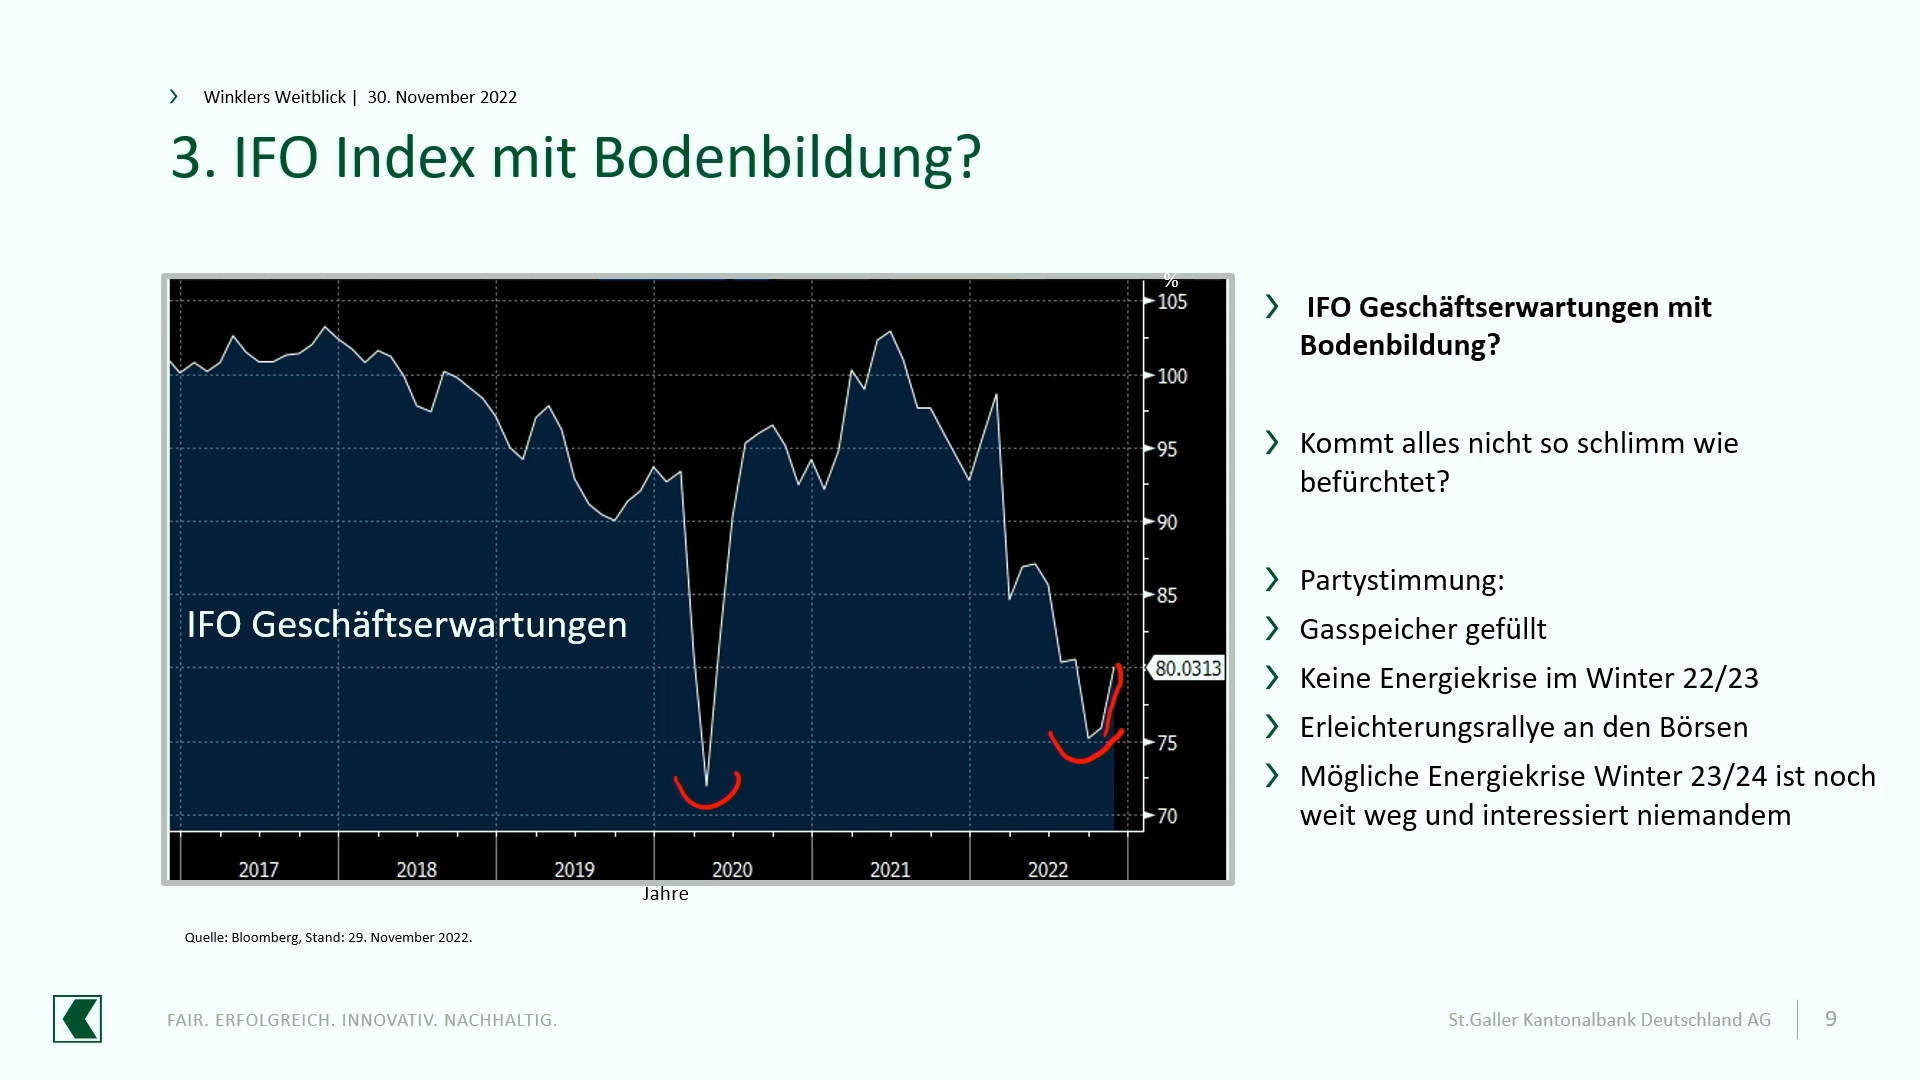 Winklers Weitblick | 30. November 2022
3. IFO Index mit Bodenbildung?
%
105
100
95
90
85
80.0313
75
70
IFO Geschäftserwartungen
2017 2018 2019 2020 2021 2022
Jahre
Quelle: Bloomberg, Stand: 29. November 2022.
IFO Geschäftserwartungen mit
Bodenbildung?
Kommt alles nicht so schlimm wie
befürchtet?
Partystimmung:
Gasspeicher gefüllt
Keine Energiekrise im Winter 22/23
Erleichterungsrallye an den Börsen
Mögliche Energiekrise Winter 23/24 ist noch
weit weg und interessiert niemandem
FAIR. ERFOLGREICH. INNOVATIV. NACHHALTIG.
St.Galler Kantonalbank Deutschland AG
9